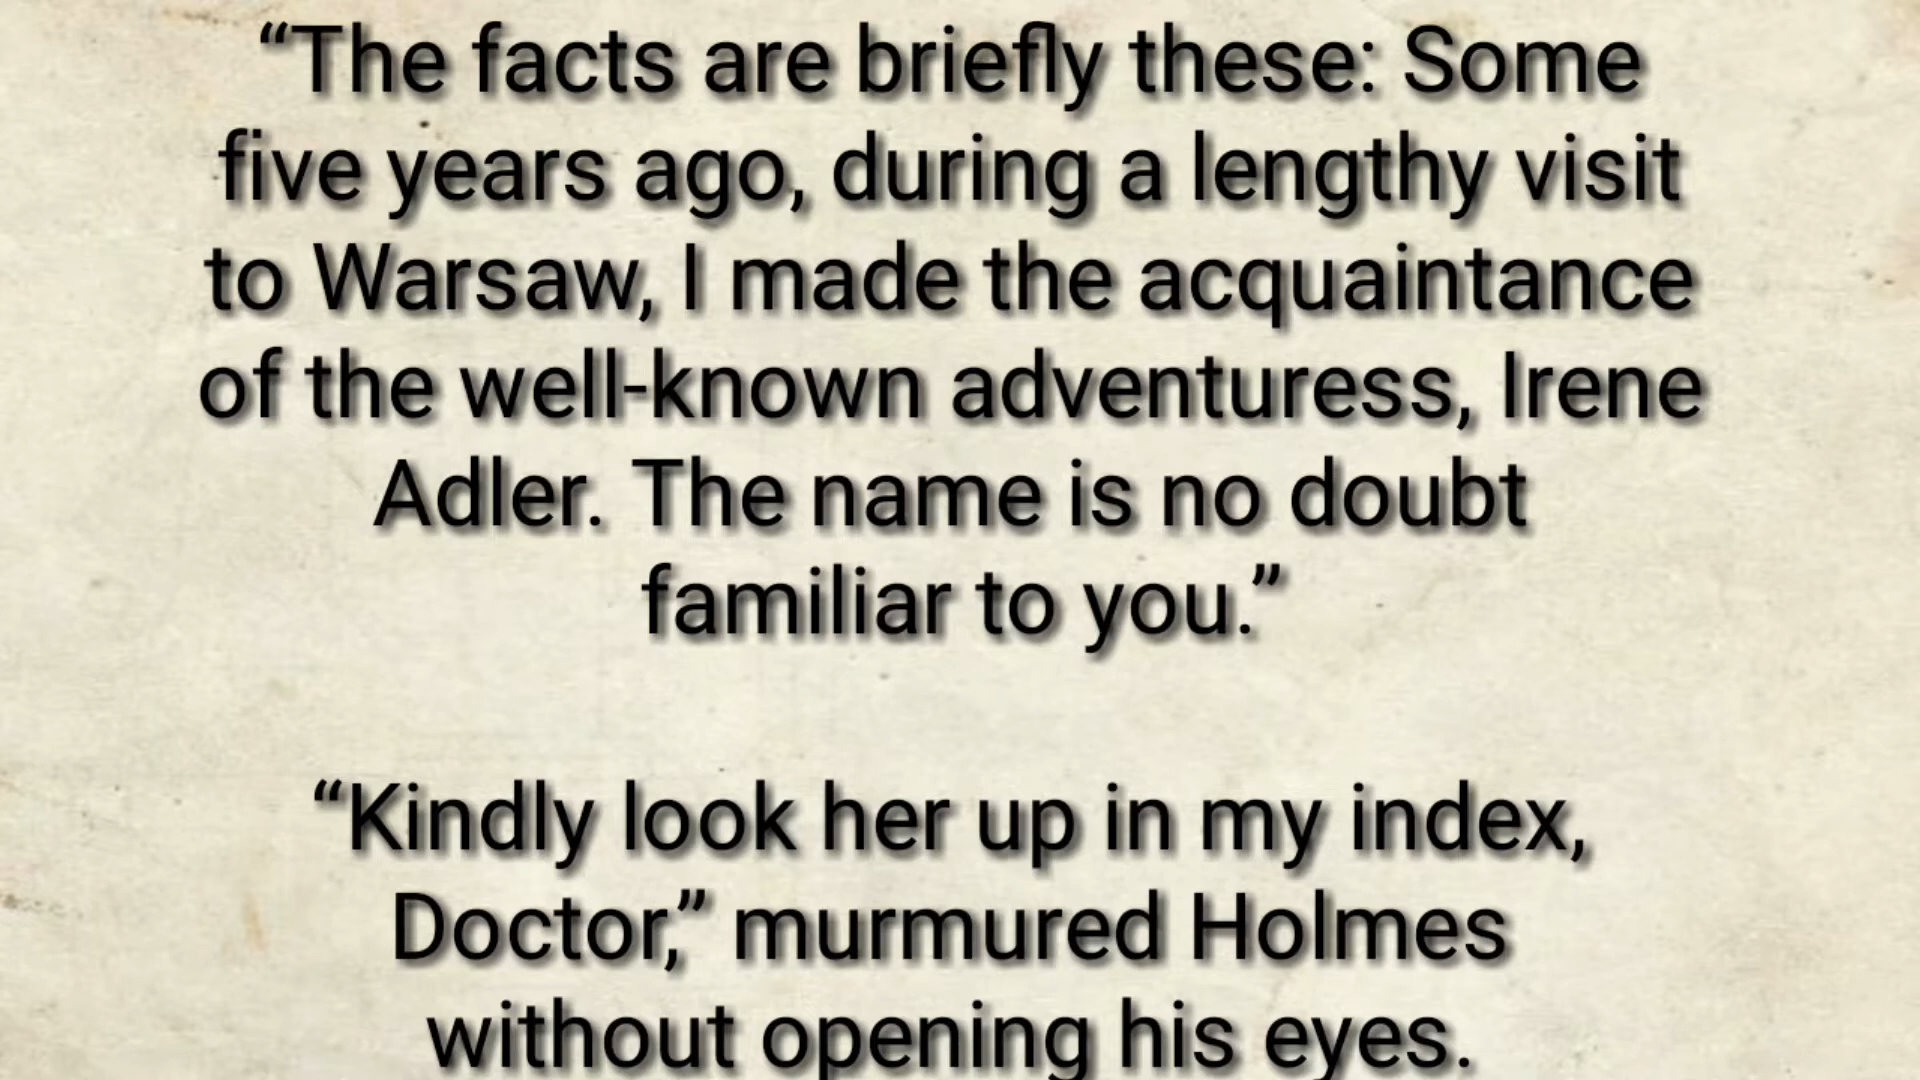 “The facts are briefly these: Some
five years ago, during a lengthy visit
to Warsaw, I made the acquaintance
of the well-known adventuress, Irene
Adler. The name is no doubt
familiar to you.”
“Kindly look her up in my index,
Doctor,” murmured Holmes
without opening his eyes.